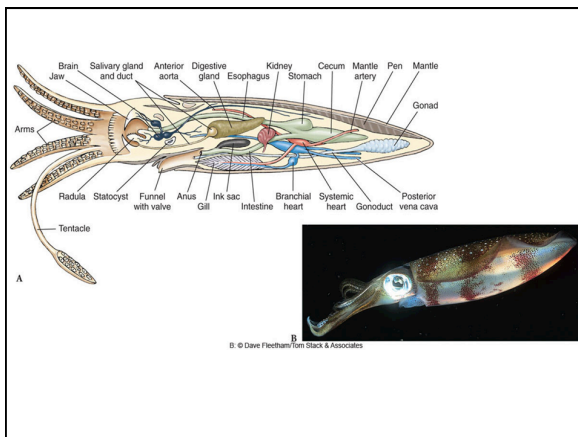 Brain
Jaw
Salivary gland
and duct
Anterior
aorta
Digestive
gland
Esophagus
Kidney
Stomach
Cecum
Mantle
artery
Pen
Mantle
Gonad
Arms
Radula
Statocyst
Funnel
with valve
Anus
Gill
Ink sac
Intestine
Branchial
heart
Systemic
heart
Gonoduct
Posterior
vena cava
Tentacle
A
B
B: © Dave Fleetham/Tom Stack & Associates